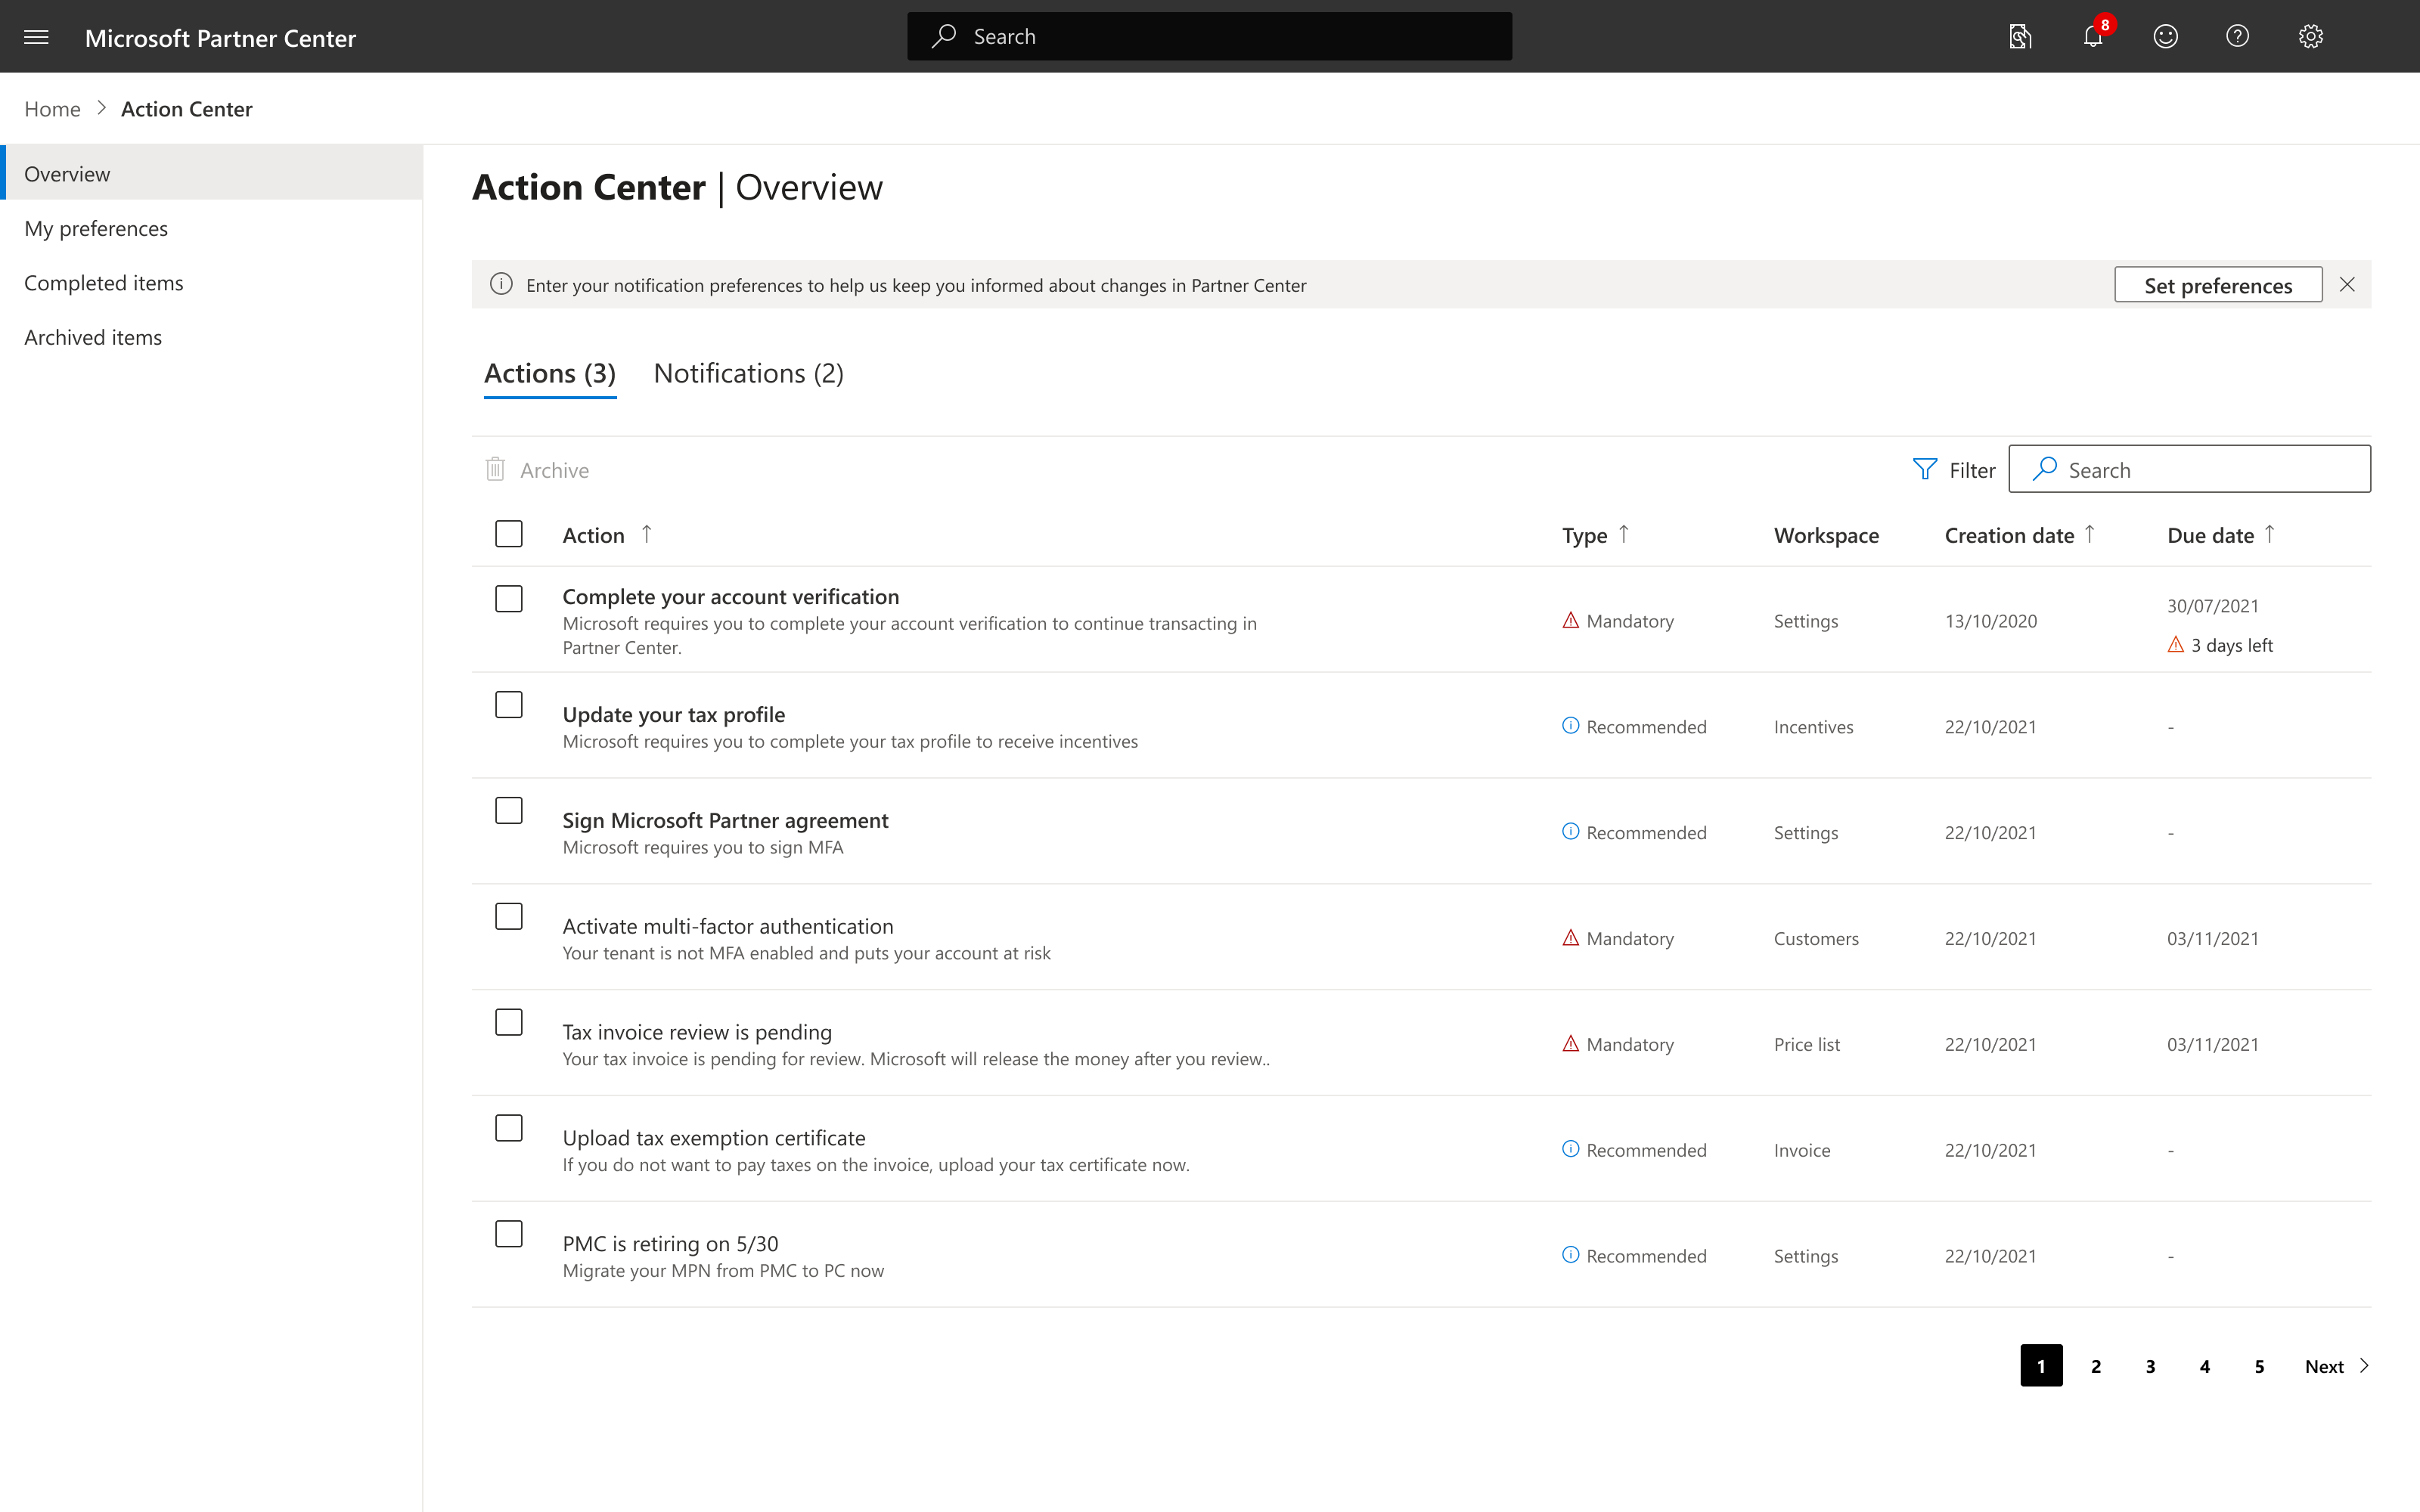 Microsoft Partner Center
Search
8
Home > Action Center
Overview
My preferences
Completed items
Archived items
Action Center | Overview
Enter your notification preferences to help us keep you informed about changes in Partner Center
Set preferences
Actions (3)
Notifications (2)
Archive
Filter
Search
Action ↑ Type ↑ Workspace Creation date ↑ Due date ↑
Complete your account verification
Microsoft requires you to complete your account verification to continue transacting in
Partner Center.
Mandatory
Settings
13/10/2020
30/07/2021
3 days left
Update your tax profile
Microsoft requires you to complete your tax profile to receive incentives
Recommended
Incentives
22/10/2021
-
Sign Microsoft Partner agreement
Microsoft requires you to sign MFA
Recommended
Settings
22/10/2021
-
Activate multi-factor authentication
Your tenant is not MFA enabled and puts your account at risk
Mandatory
Customers
22/10/2021
03/11/2021
Tax invoice review is pending
Your tax invoice is pending for review. Microsoft will release the money after you review..
Mandatory
Price list
22/10/2021
03/11/2021
Upload tax exemption certificate
If you do not want to pay taxes on the invoice, upload your tax certificate now.
Recommended
Invoice
22/10/2021
-
PMC is retiring on 5/30
Migrate your MPN from PMC to PC now
Recommended
Settings
22/10/2021
-
1 2 3 4 5 Next >